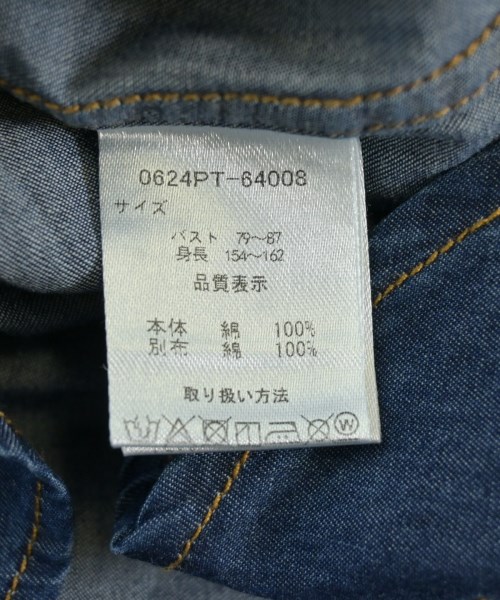 0624PT-64008
サイズ
バスト 79～87
身長 154～162
品質表示
本体 綿 100%
別布 綿 100%
取り扱い方法
W